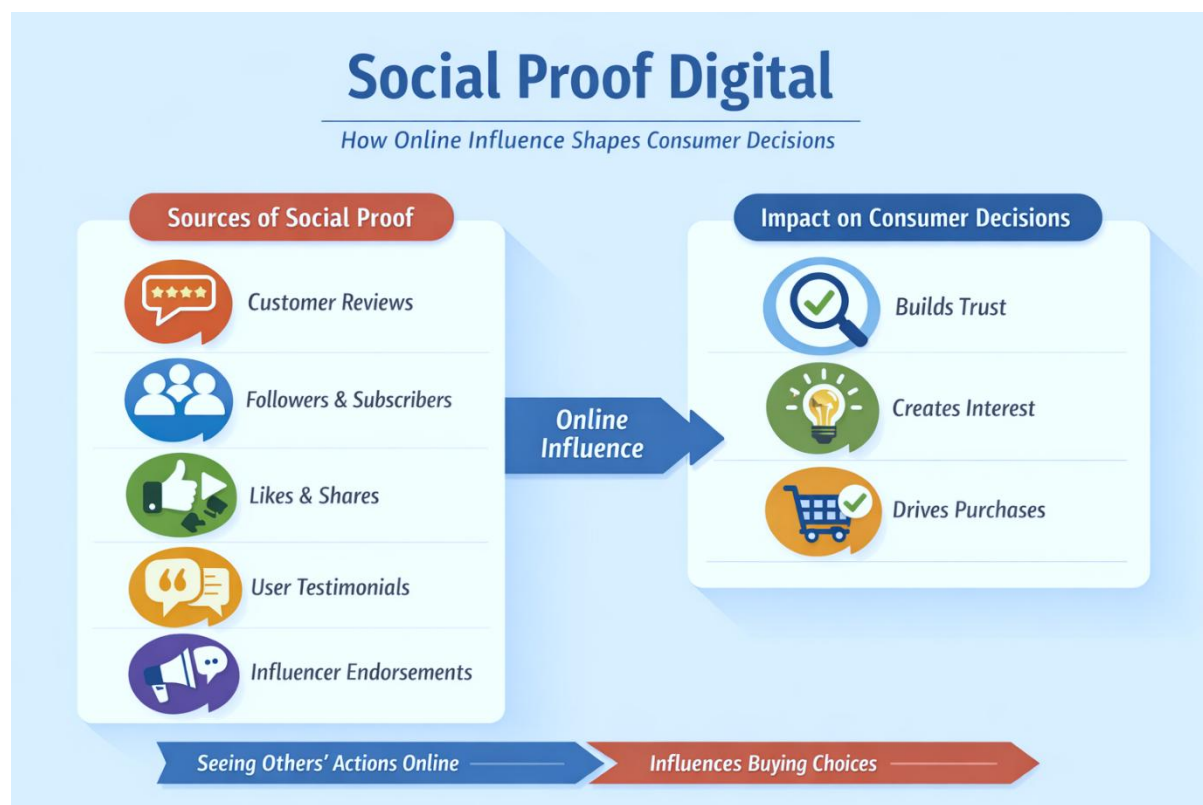 Social Proof Digital
How Online Influence Shapes Consumer Decisions
Sources of Social Proof
Customer Reviews
Followers & Subscribers
Likes & Shares
User Testimonials
Influencer Endorsements
Online
Influence
Impact on Consumer Decisions
Builds Trust
Creates Interest
Drives Purchases
Seeing Others' Actions Online
Influences Buying Choices